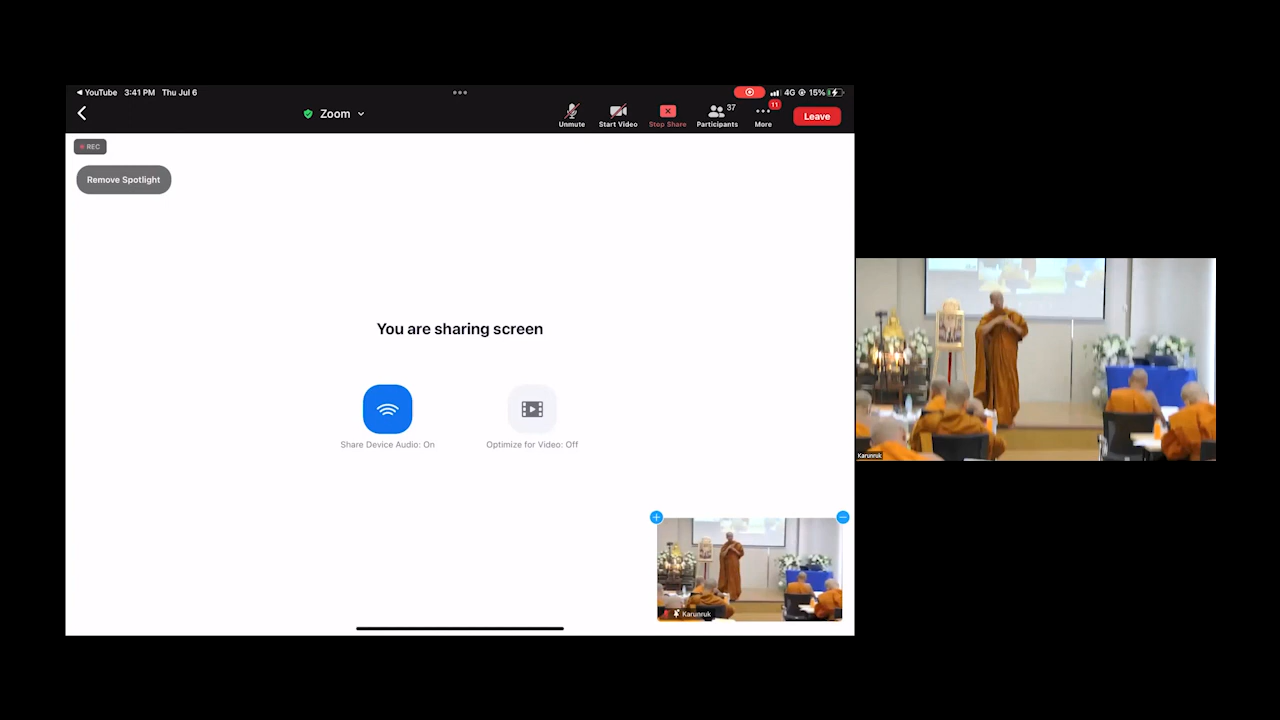 YouTube 3:41 PM Thu Jul 6
4G 15%
Zoom
37
11
Unmute Start Video Stop Share Participants More
Leave
REC
Remove Spotlight
You are sharing screen
Share Device Audio: On
Optimize for Video: Off
Karunruk
Karunruk